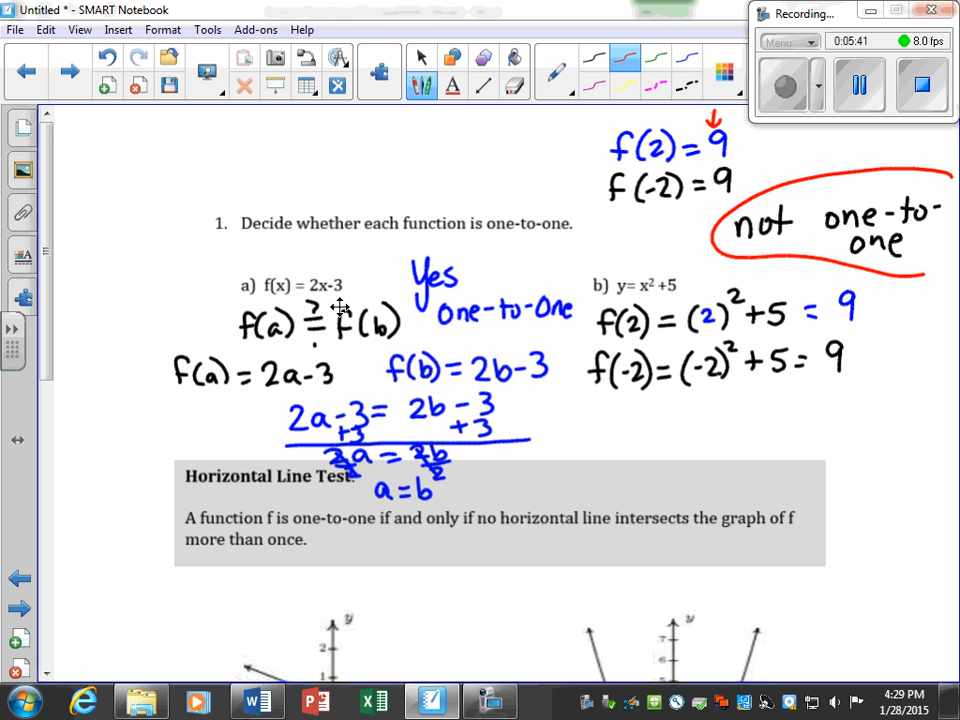 Untitled * - SMART Notebook
File Edit View Insert Format Tools Add-ons Help
Recording...
Menu
0:05:41
8.0 fps
f(2) = 9
f(-2) = 9
not one-to-
one
1. Decide whether each function is one-to-one.
a) f(x) = 2x-3
Yes
one-to-one
f(a) ?= f(b)
f(a) = 2a-3
f(b) = 2b-3
2a-3 = 2b-3
+3 +3
2a = 2b
2 2
a = b
b) y= x² +5
f(2) = (2)² +5 = 9
f(-2) = (-2)² +5 = 9
Horizontal Line Test.
A function f is one-to-one if and only if no horizontal line intersects the graph of f
more than once.
y
2
1
y
7
6
4:29 PM
1/28/2015